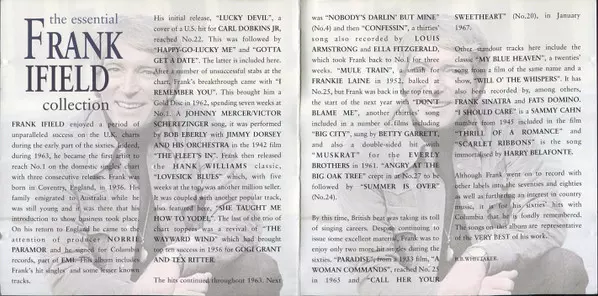 the essential
FRANK
IFIELD
collection
FRANK IFIELD enjoyed a period of
unparalled success on the U.K. charts
during the early part of the sixties. Indeed,
during 1963, he became the first artist to
reach No.1 on the domestic singles chart
with three consecutive releases. Frank was
born in Coventry, England, in 1936. His
family emigrated to Australia while he
was still young and it was there that his
introduction to show business took place.
On his return to England he came to the
attention of producer NORRIE
PARAMOR and he signed for Columbia
records, part of EMI. This album includes
Frank's hit singles and some lesser known
tracks.
His initial release, "LUCKY DEVIL", a
cover of a U.S. hit for CARL DOBKINS JR,
reached No.22. This was followed by
"HAPPY-GO-LUCKY ME" and "GOTTA
GET A DATE". The latter is included here.
After a number of unsuccessful stabs at the
chart, Frank's breakthrough came with "I
REMEMBER YOU". This brought him a
Gold Disc in 1962, spending seven weeks at
No.1. A JOHNNY MERCER/VICTOR
SCHERTZINGER song, it was performed
by BOB EBERLY with JIMMY DORSEY
AND HIS ORCHESTRA in the 1942 film
"THE FLEET'S IN". Frank then released
the HANK WILLIAMS classic,
"LOVESICK BLUES" which, with five
weeks at the top, was another million seller.
It was coupled with another popular track,
also featured here, "SHE TAUGHT ME
HOW TO YODEL". The last of the trio of
chart toppers was a revival of "THE
WAYWARD WIND" which had brought
top ten success in 1956 for GOGI GRANT
AND TEX RITTER.
The hits continued throughout 1963. Next
was "NOBODY'S DARLIN' BUT MINE"
(No.4) and then "CONFESSIN", a thirties'
song also recorded by LOUIS
ARMSTRONG and ELLA FITZGERALD,
which took Frank back to No.1 for three
weeks. "MULE TRAIN", a smash for
FRANKIE LAINE in 1952, halted at
No.25, but Frank was back in the top ten at
the start of the next year with "DON'T
BLAME ME", another thirties song
included in a number of films including
"BIG CITY", sung by BETTY GARRETT,
and also a double-sided hit with
"MUSKRAT" for the EVERLY
BROTHERS in 1961. "ANGRY AT THE
BIG OAK TREE" crept in at No.27 to be
followed by "SUMMER IS OVER"
(No.24).
By this time, British beat was taking its toll
of singing careers. Despite continuing to
issue some excellent material, Frank was to
enjoy only two more hit singles during the
sixties. "PARADISE", from a 1933 film, "A
WOMAN COMMANDS", reached No. 25
in 1965 and "CALL HER YOUR
SWEETHEART" (No.28), in January
1967.
Other standout tracks here include the
classic "MY BLUE HEAVEN", a twenties'
song from a film of the same name and a
show, "WILL O' THE WHISPERS". It has
also been recorded by, among others,
FRANK SINATRA and FATS DOMINO.
"I SHOULD CARE" is a SAMMY CAHN
number from 1945 included in the film
"THRILL OF A ROMANCE" and
"SCARLET RIBBONS" is the song
immortalised by HARRY BELAFONTE.
Although Frank went on to record with
other labels into the seventies and eighties
as well as furthering an interest in country
music, it is for his sixties' hits with
Columbia that he is fondly remembered.
The songs on this album are representative
of the VERY BEST of his work.
R.B.WHITAKER